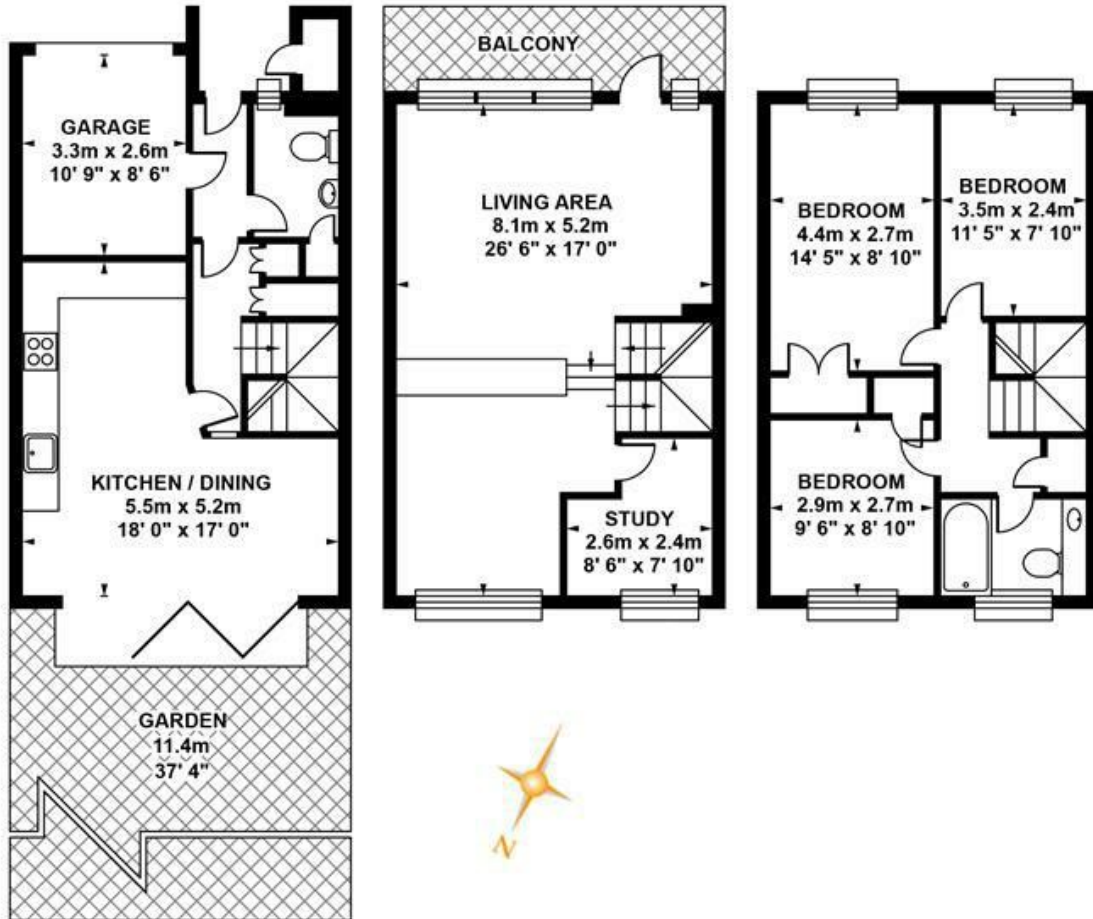 GARAGE
3.3m x 2.6m
10' 9" x 8' 6"
KITCHEN / DINING
5.5m x 5.2m
18' 0" x 17' 0"
GARDEN
11.4m
37' 4"
BALCONY
LIVING AREA
8.1m x 5.2m
26' 6" x 17' 0"
STUDY
2.6m x 2.4m
8' 6" x 7' 10"
BEDROOM
4.4m x 2.7m
14' 5" x 8' 10"
BEDROOM
3.5m x 2.4m
11' 5" x 7' 10"
BEDROOM
2.9m x 2.7m
9' 6" x 8' 10"
N